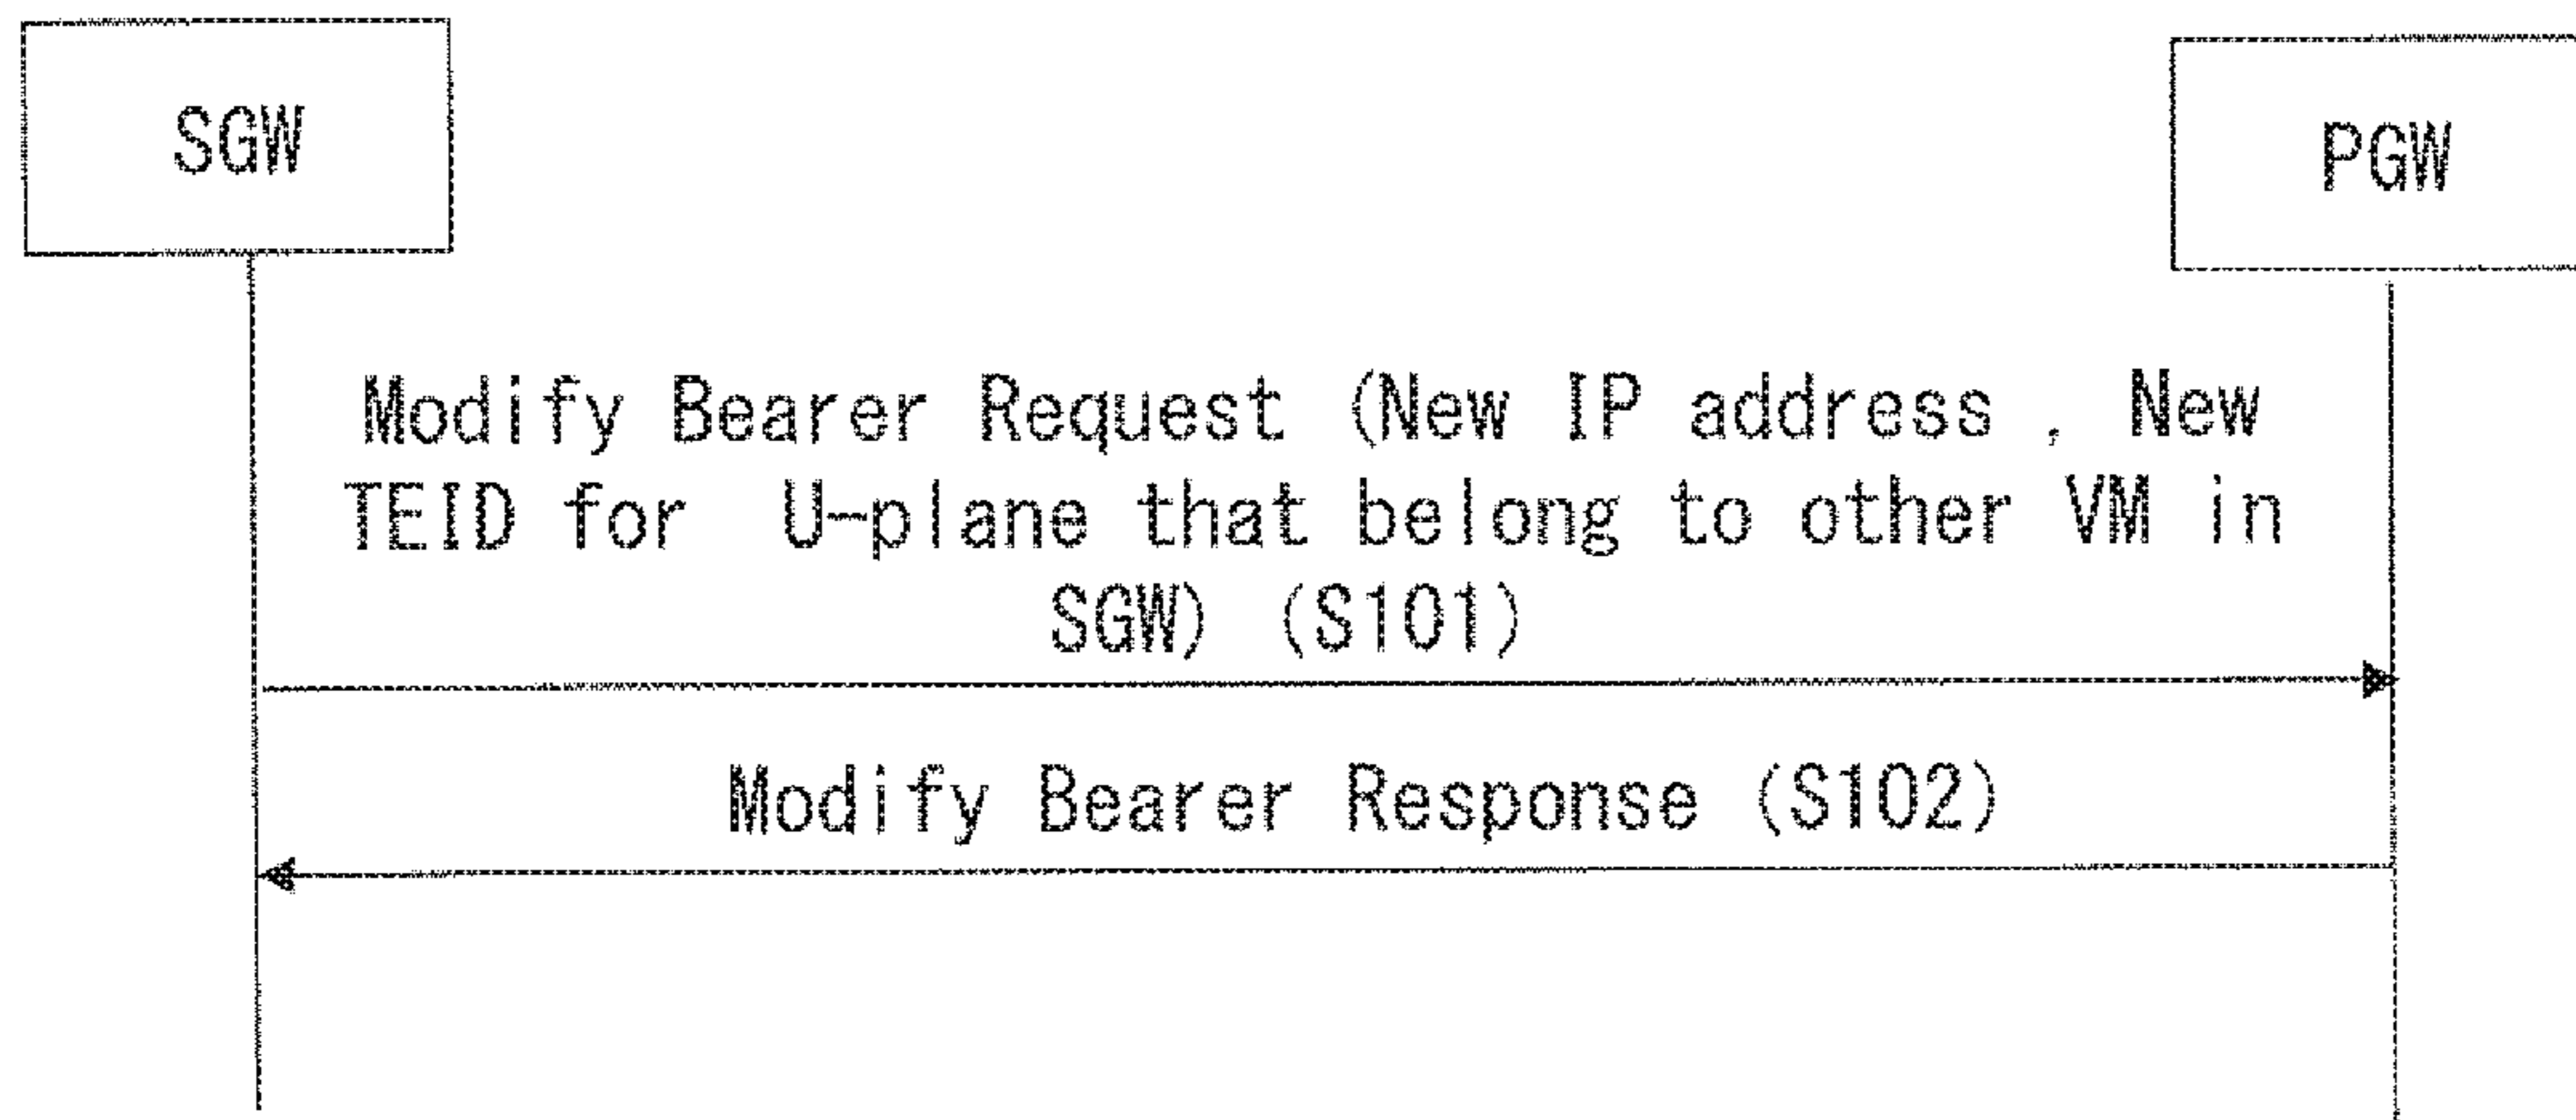 SGW
PGW
Modify Bearer Request (New IP address , New
TEID for U-plane that belong to other VM in
SGW) (S101)
Modify Bearer Response (S102)